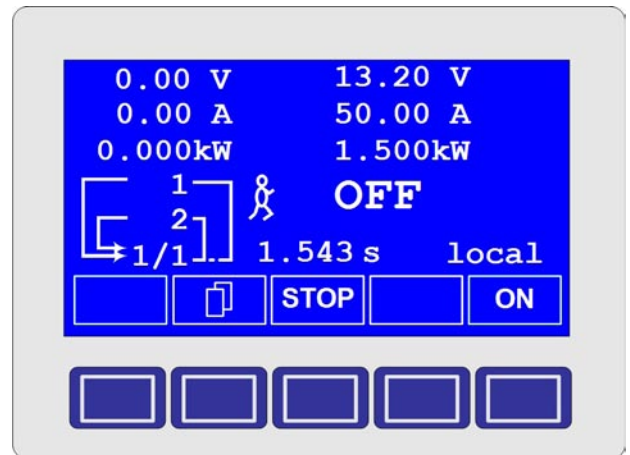 0.00 V 13.20 V
0.00 A 50.00 A
0.000kW 1.500kW
1 OFF
2
1/1 1.543 s local
STOP ON